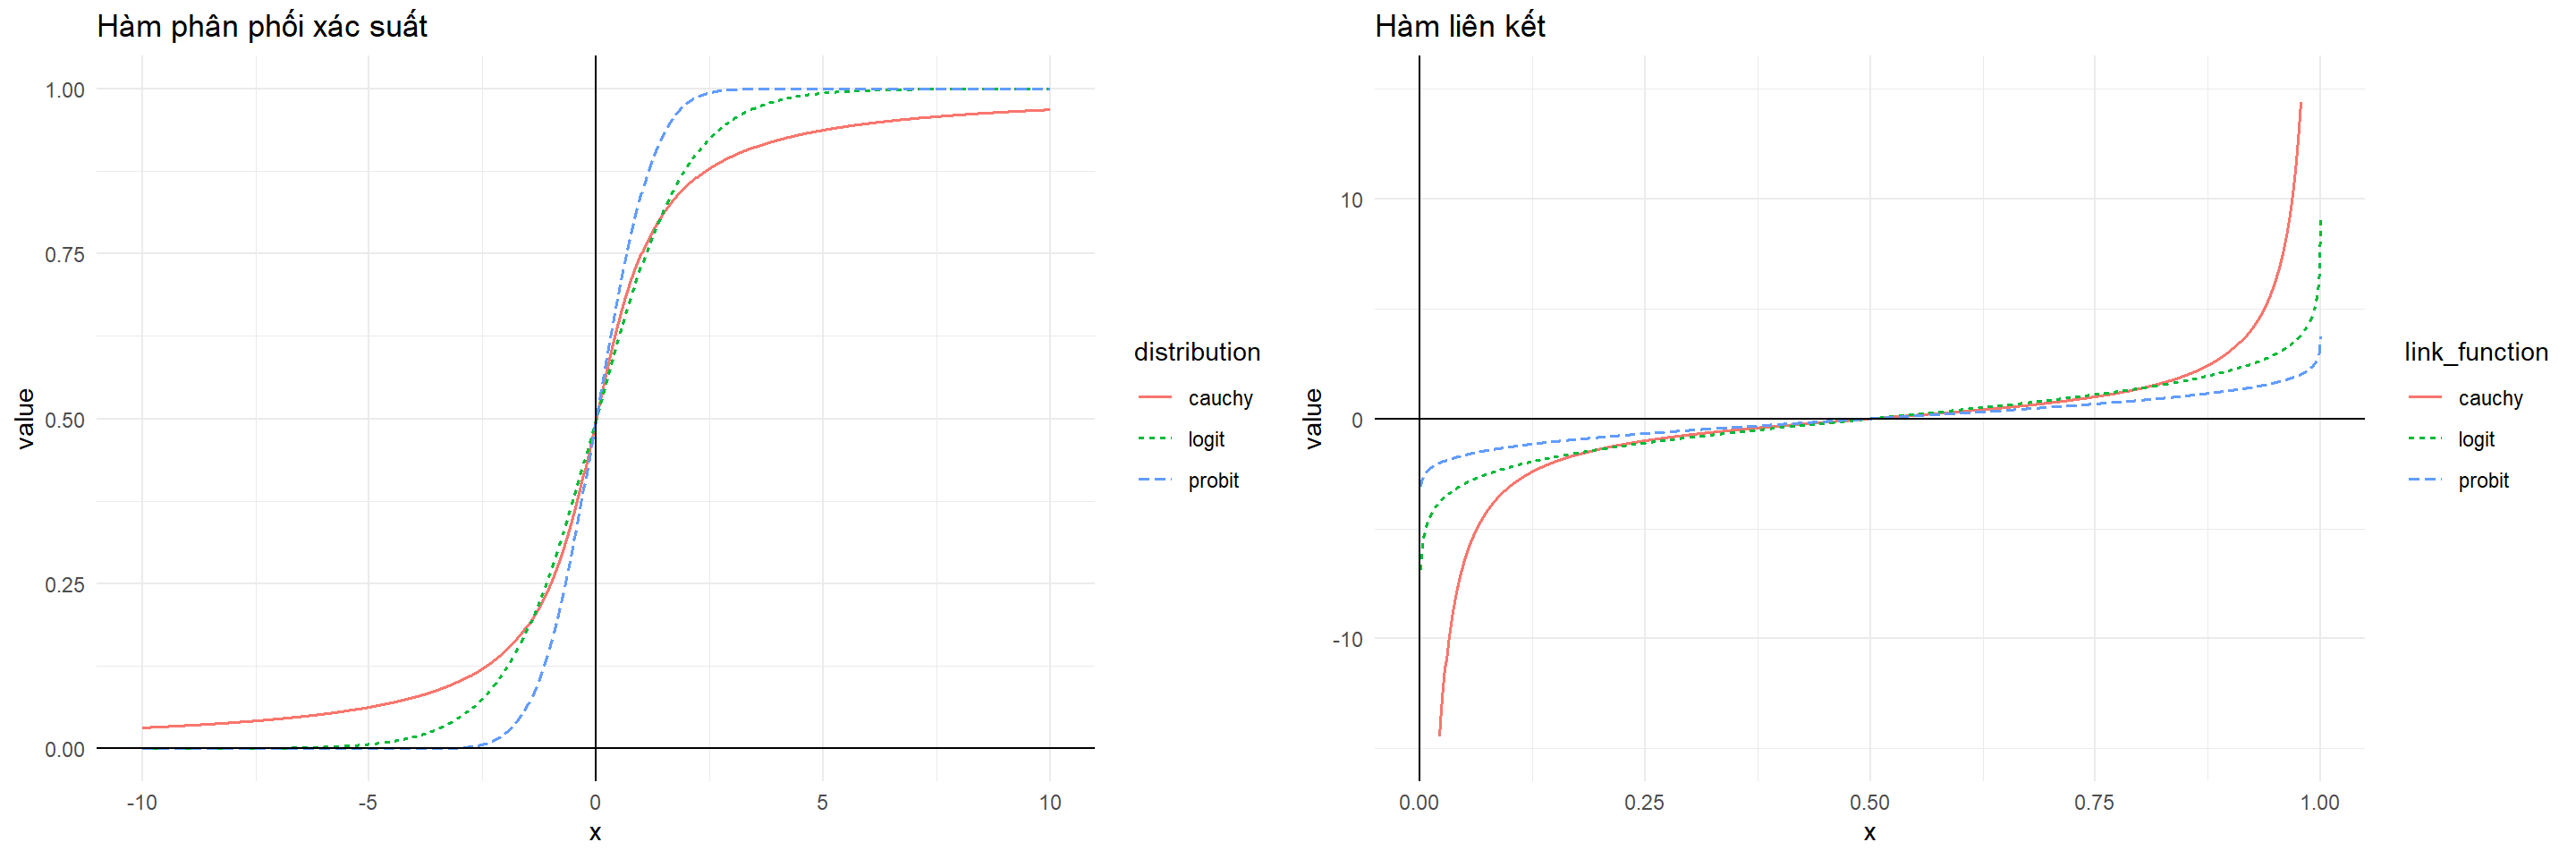 Hàm phân phối xác suất
value
1.00
0.75
0.50
0.25
0.00
-10
-5
0
5
10
x
distribution
cauchy
logit
probit
Hàm liên kết
value
10
0
-10
0.00
0.25
0.50
0.75
1.00
x
link_function
cauchy
logit
probit